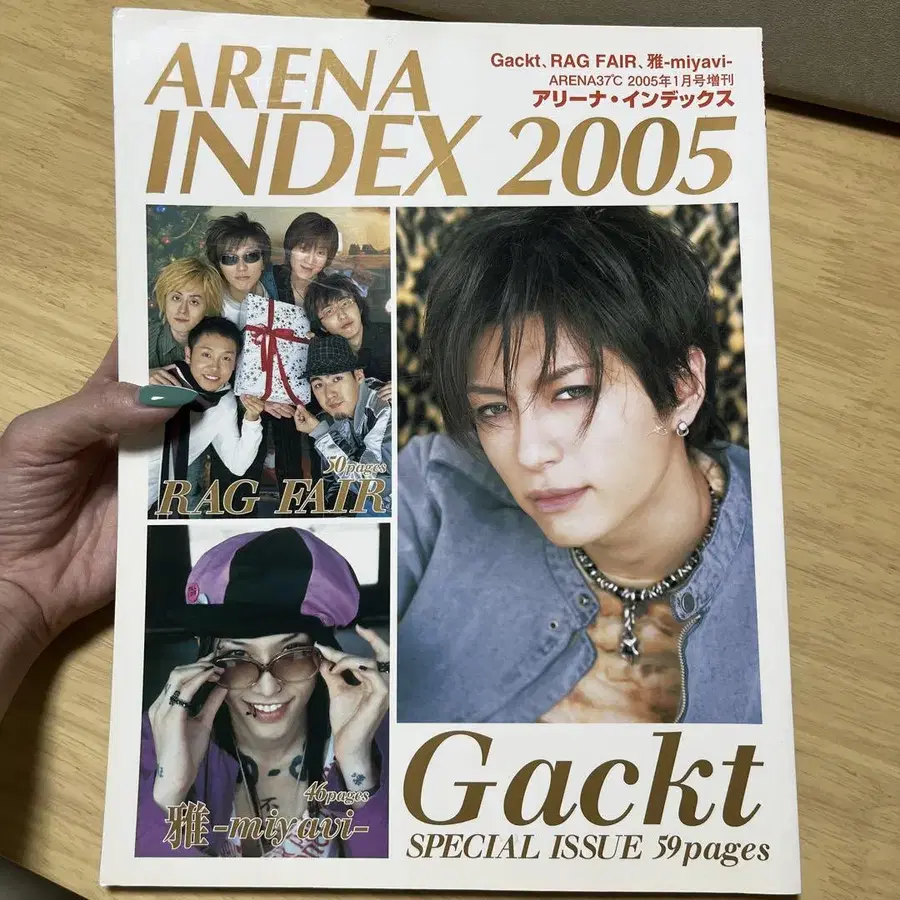 ARENA
INDEX 2005
Gackt、RAG FAIR、雅-miyavi-
ARENA37℃ 2005年1月号増刊
アリーナ・インデックス
50pages
RAG FAIR
46pages
雅-miyavi-
Gackt
SPECIAL ISSUE 59pages